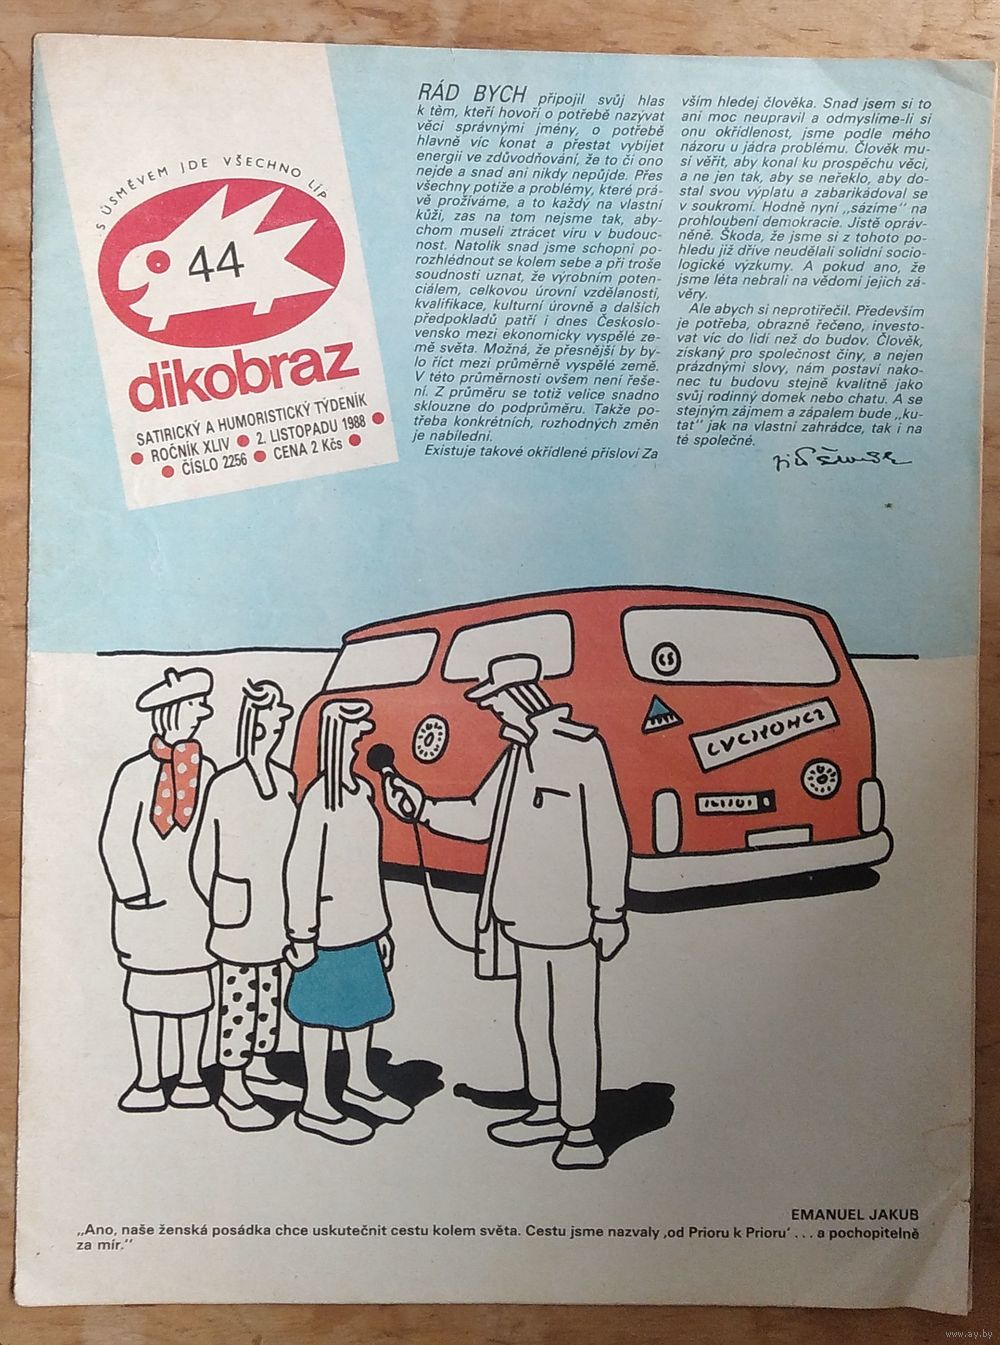 S ÚSMĚVEM JDE VŠECHNO LÍP
44
dikobraz
SATIRICKÝ A HUMORISTICKÝ TÝDENÍK
ROČNÍK XLIV ● 2. LISTOPADU 1988
ČÍSLO 2256 ● CENA 2 Kčs
RÁD BYCH připojil svůj hlas
k těm, kteří hovoří o potřebě nazývat
věci správnými jmény, o potřebě
hlavně víc konat a přestat vybíjet
energii ve zdůvodňování, že to či ono
nejde a snad ani nikdy nepůjde. Přes
všechny potíže a problémy, které prá-
vě prožíváme, a to každý na vlastní
kůži, zas na tom nejsme tak, aby-
chom museli ztrácet víru v budouc-
nost. Natolik snad jsme schopni po-
rozhlédnout se kolem sebe a při troše
soudnosti uznat, že výrobním poten-
ciálem, celkovou úrovní vzdělanosti,
kvalifikace, kulturní úrovně a dalších
předpokladů patří i dnes Českoslo-
vensko mezi ekonomicky vyspělé ze-
mě světa. Možná, že přesnější by by-
lo říct mezi průměrně vyspělé země.
V této průměrnosti ovšem není řeše-
ní. Z průměru se totiž velice snadno
sklouzne do podprůměru. Takže po-
třeba konkrétních, rozhodných změn
je nabíledni.
Existuje takové okřídlené přísloví Za
vším hledej člověka. Snad jsem si to
ani moc neupravil a odmyslíme-li si
onu okřídlenost, jsme podle mého
názoru u jádra problému. Člověk mu-
sí věřit, aby konal ku prospěchu věci,
a ne jen tak, aby se neřeklo, aby do-
stal svou výplatu a zabarikádoval se
v soukromí. Hodně nyní „sázíme" na
prohloubení demokracie. Jistě opráv-
něně. Škoda, že jsme si z tohoto po-
hledu již dříve neudělali solidní socio-
logické výzkumy. A pokud ano, že
jsme léta nebrali na vědomí jejich zá-
věry.
Ale abych si neprotiřečil. Především
je potřeba, obrazně řečeno, investo-
vat víc do lidí než do budov. Člověk,
získaný pro společnost činy, a nejen
prázdnými slovy, nám postaví nako-
nec tu budovu stejně kvalitně jako
svůj rodinný domek nebo chatu. A se
stejným zájmem a zápalem bude „ku-
tat" jak na vlastní zahrádce, tak i na
té společné.
CS
EMANUEL JAKUB
„Ano, naše ženská posádka chce uskutečnit cestu kolem světa. Cestu jsme nazvaly ‚od Prioru k Prioru' . . . a pochopitelně
za mír."
www.ay.by